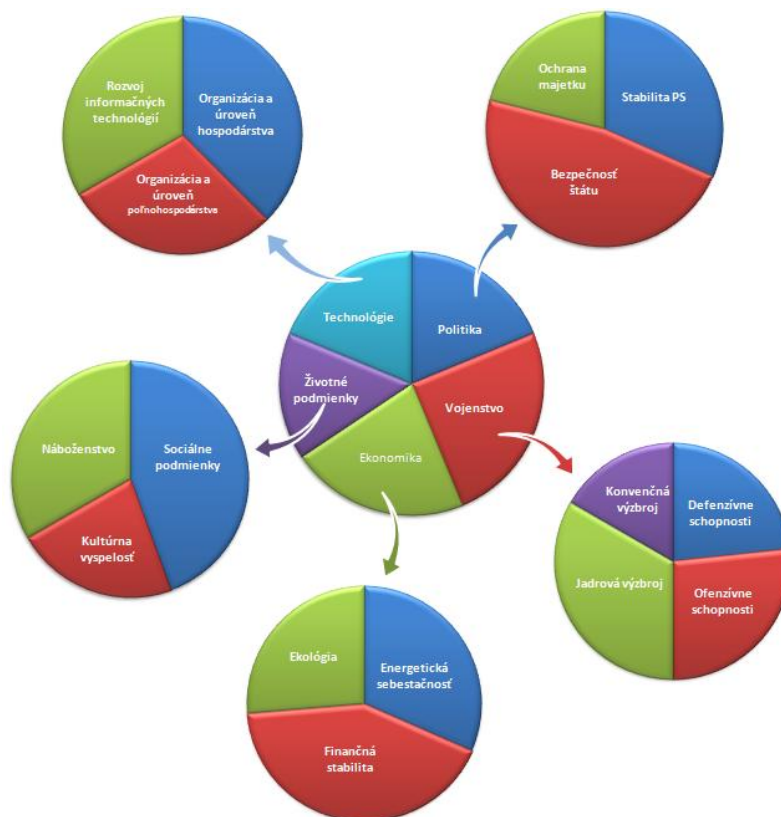 Rozvoj
informačných
technológií
Organizácia a
úroveň
hospodárstva
Organizácia a
úroveň
poľnohospodárstva
Ochrana
majetku
Stabilita PS
Bezpečnosť
štátu
Technológie
Politika
Životné
podmienky
Vojenstvo
Ekonomika
Náboženstvo
Sociálne
podmienky
Kultúrna
vyspelosť
Konvenčná
výzbroj
Defenzívne
schopnosti
Jadrová výzbroj
Ofenzívne
schopnosti
Ekológia
Energetická
sebestačnosť
Finančná
stabilita